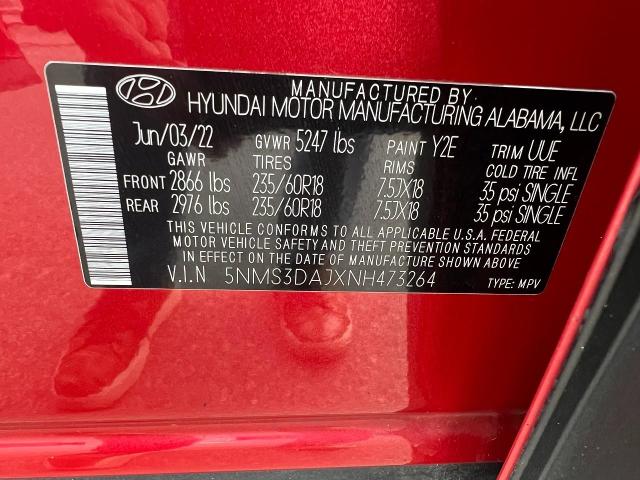 MANUFACTURED BY
HYUNDAI MOTOR MANUFACTURING ALABAMA, LLC
Jun/03/22 GVWR 5247 lbs PAINT Y2E TRIM UUE
GAWR TIRES RIMS COLD TIRE INFL
FRONT 2866 lbs 235/60R18 7.5JX18 35 psi SINGLE
REAR 2976 lbs 235/60R18 7.5JX18 35 psi SINGLE
THIS VEHICLE CONFORMS TO ALL APPLICABLE U.S.A. FEDERAL
MOTOR VEHICLE SAFETY AND THEFT PREVENTION STANDARDS
IN EFFECT ON THE DATE OF MANUFACTURE SHOWN ABOVE.
V.I.N 5NMS3DAJXNH473264 TYPE: MPV